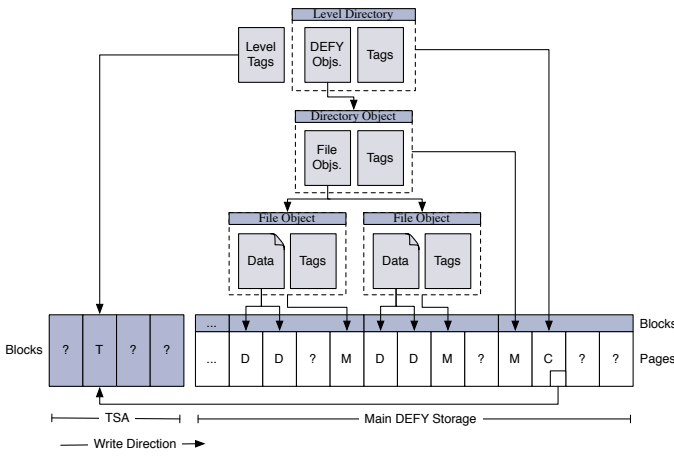 Level Directory
Level
Tags
DEFY
Objs.
Tags
Directory Object
File
Objs.
Tags
File Object
File Object
Data
Tags
Data
Tags
...
Blocks
Blocks
? T ? ?
... D D ? M D D M ? M C ? ?
Pages
TSA
Main DEFY Storage
Write Direction